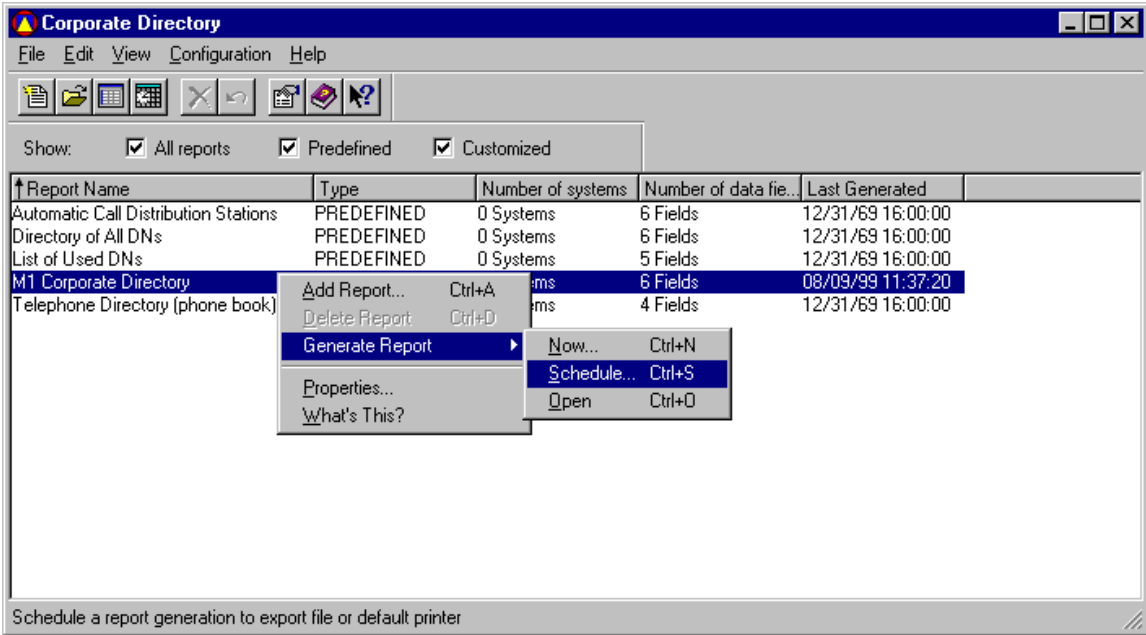 Corporate Directory
File Edit View Configuration Help
Show: All reports Predefined Customized
Report Name Type Number of systems Number of data fie... Last Generated
Automatic Call Distribution Stations PREDEFINED 0 Systems 6 Fields 12/31/69 16:00:00
Directory of All DNs PREDEFINED 0 Systems 6 Fields 12/31/69 16:00:00
List of Used DNs PREDEFINED 0 Systems 5 Fields 12/31/69 16:00:00
M1 Corporate Directory ems 6 Fields 08/09/99 11:37:20
Telephone Directory (phone book) ems 4 Fields 12/31/69 16:00:00
Add Report... Ctrl+A
Delete Report Ctrl+D
Generate Report
Properties...
What's This?
Now... Ctrl+N
Schedule... Ctrl+S
Open Ctrl+O
Schedule a report generation to export file or default printer